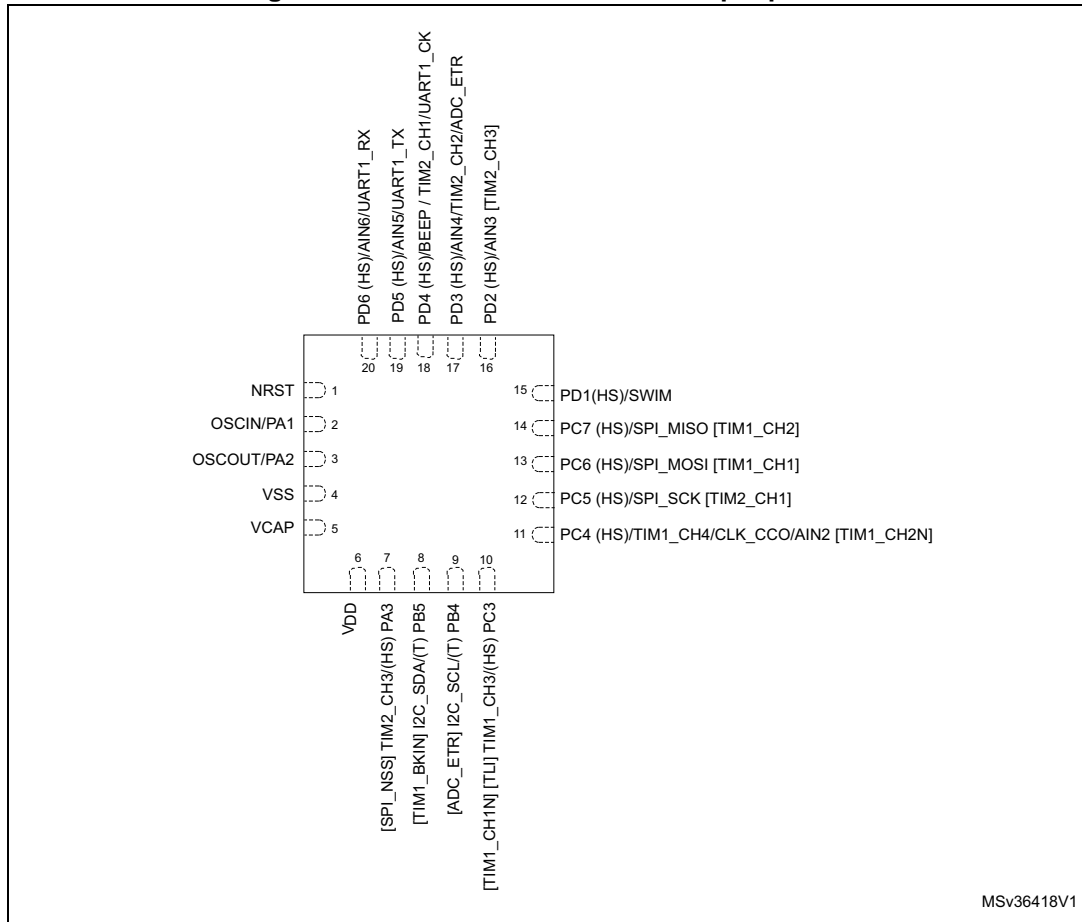 PD6 (HS)/AIN6/UART1_RX
PD5 (HS)/AIN5/UART1_TX
PD4 (HS)/BEEP / TIM2_CH1/UART1_CK
PD3 (HS)/AIN4/TIM2_CH2/ADC_ETR
PD2 (HS)/AIN3 [TIM2_CH3]
20 19 18 17 16
NRST 1
OSCIN/PA1 2
OSCOUT/PA2 3
VSS 4
VCAP 5
15 PD1(HS)/SWIM
14 PC7 (HS)/SPI_MISO [TIM1_CH2]
13 PC6 (HS)/SPI_MOSI [TIM1_CH1]
12 PC5 (HS)/SPI_SCK [TIM2_CH1]
11 PC4 (HS)/TIM1_CH4/CLK_CCO/AIN2 [TIM1_CH2N]
6 7 8 9 10
VDD
[SPI_NSS] TIM2_CH3/(HS) PA3
[TIM1_BKIN] I2C_SDA/(T) PB5
[ADC_ETR] I2C_SCL/(T) PB4
[TIM1_CH1N] [TLI] TIM1_CH3/(HS) PC3
MSv36418V1